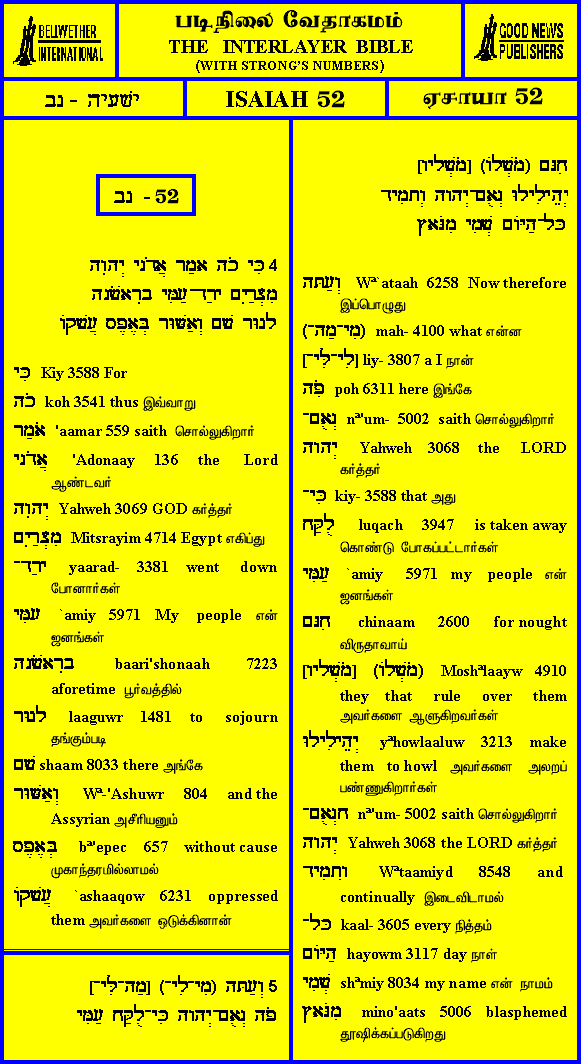 BELLWETHER
INTERNATIONAL
படிநிலை வேதாகமம்
THE INTERLAYER BIBLE
(WITH STRONG'S NUMBERS)
GOOD NEWS
PUBLISHERS
ישעיה - נב
ISAIAH 52
ஏசாயா 52
נב - 52
4 כִּי כֹה אָמַר אֲדֹנָי יְהוִה
מִצְרַיִם יָרַד־עַמִּי בָרִאשֹׁנָה
לָגוּר שָׁם וְאַשּׁוּר בְּאֶפֶס עֲשָׁקוֹ
כִּי Kiy 3588 For
כֹה koh 3541 thus இவ்வாறு
אָמַר 'aamar 559 saith சொல்லுகிறார்
אֲדֹנָי 'Adonaay 136 the Lord
ஆண்டவர்
יְהוִה Yahweh 3069 GOD கர்த்தர்
מִצְרַיִם Mitsrayim 4714 Egypt எகிப்து
יָרַד־ yaarad- 3381 went down
போனார்கள்
עַמִּי `amiy 5971 My people என்
ஜனங்கள்
בָרִאשֹׁנָה baari'shonaah 7223
aforetime பூர்வத்தில்
לָגוּר laaguwr 1481 to sojourn
தங்கும்படி
שָׁם shaam 8033 there அங்கே
וְאַשּׁוּר Wª-'Ashuwr 804 and the
Assyrian அசீரியனும்
בְּאֶפֶס bª'epec 657 without cause
முகாந்தரமில்லாமல்
עֲשָׁקוֹ `ashaaqow 6231 oppressed
them அவர்களை ஒடுக்கினான்
5 וְעַתָּה (מִי־לִי־) [מַה־לִּי־]
פֹה נְאֻם־יְהוָה כִּי־לֻקַּח עַמִּי
חִנָּם (מֹשְׁלוֹ) [מֹשְׁלָיו]
יְהֵילִילוּ נְאֻם־יְהוָה וְתָמִיד
כָּל־הַיּוֹם שְׁמִי מִנֹּאָץ
וְעַתָּה Wª`ataah 6258 Now therefore
இப்பொழுது
(מִי־מַה־) mah- 4100 what என்ன
[לִי־לִּי־] liy- 3807 a I நான்
פֹה poh 6311 here இங்கே
נְאֻם־ nª'um- 5002 saith சொல்லுகிறார்
יְהוָה Yahweh 3068 the LORD
கர்த்தர்
כִּי־ kiy- 3588 that அது
לֻקַּח luqach 3947 is taken away
கொண்டு போகப்பட்டார்கள்
עַמִּי `amiy 5971 my people என்
ஜனங்கள்
חִנָּם chinaam 2600 for nought
விருதாவாய்
[מֹשְׁלָיו] (מֹשְׁלוֹ) Moshªlaayw 4910
they that rule over them
அவர்களை ஆளுகிறவர்கள்
יְהֵילִילוּ yªhowlaaluw 3213 make
them to howl அவர்களை அலறப்
பண்ணுகிறார்கள்
חנְאֻם־ nª'um- 5002 saith சொல்லுகிறார்
יְהוָה Yahweh 3068 the LORD கர்த்தர்
וְתָמִיד Wªtaamiyd 8548 and
continually இடைவிடாமல்
כָּל־ kaal- 3605 every நித்தம்
הַיּוֹם hayowm 3117 day நாள்
שְׁמִי shªmiy 8034 my name என் நாமம்
מִנֹּאָץ mino'aats 5006 blasphemed
தூஷிக்கப்படுகிறது